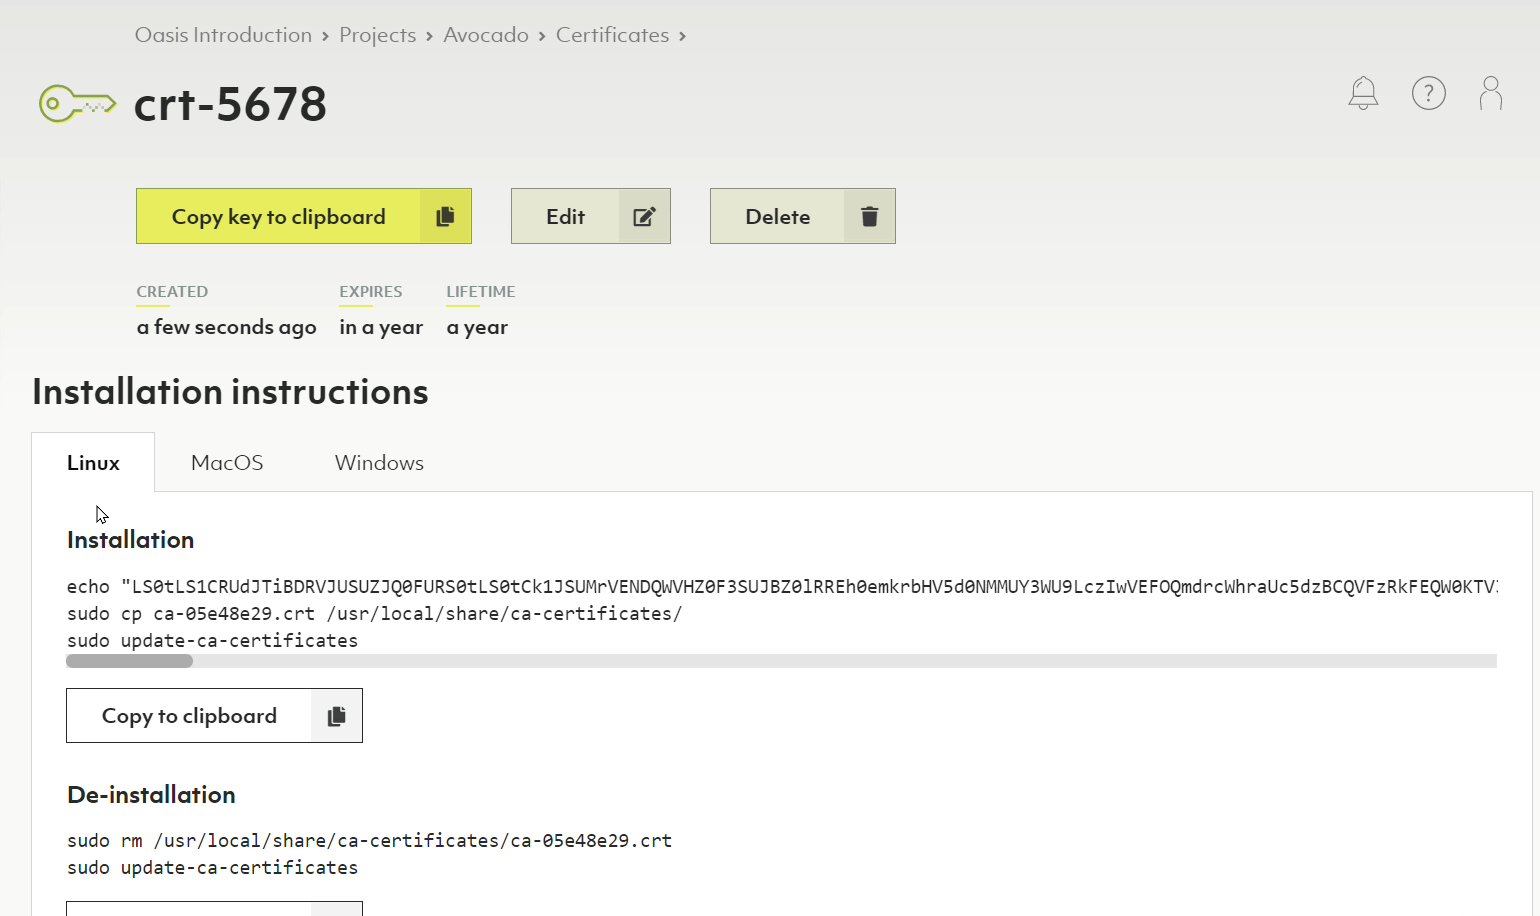 Oasis Introduction > Projects > Avocado > Certificates >
crt-5678
?
Copy key to clipboard
Edit
Delete
CREATED
EXPIRES
LIFETIME
a few seconds ago
in a year
a year
Installation instructions
Linux
MacOS
Windows
Installation
echo "LS0tLS1CRUdJTiBDRVJUSUZJQ0FURS0tLS0tCk1JSUMrVENDQWVHZ0F3SUJBZ0lRREh0emkrbHV5d0NMMUY3WU9LczIwVEFOQmdrcWhraUc5dzBCQVFzRkFEQW0KTV
sudo cp ca-05e48e29.crt /usr/local/share/ca-certificates/
sudo update-ca-certificates
Copy to clipboard
De-installation
sudo rm /usr/local/share/ca-certificates/ca-05e48e29.crt
sudo update-ca-certificates